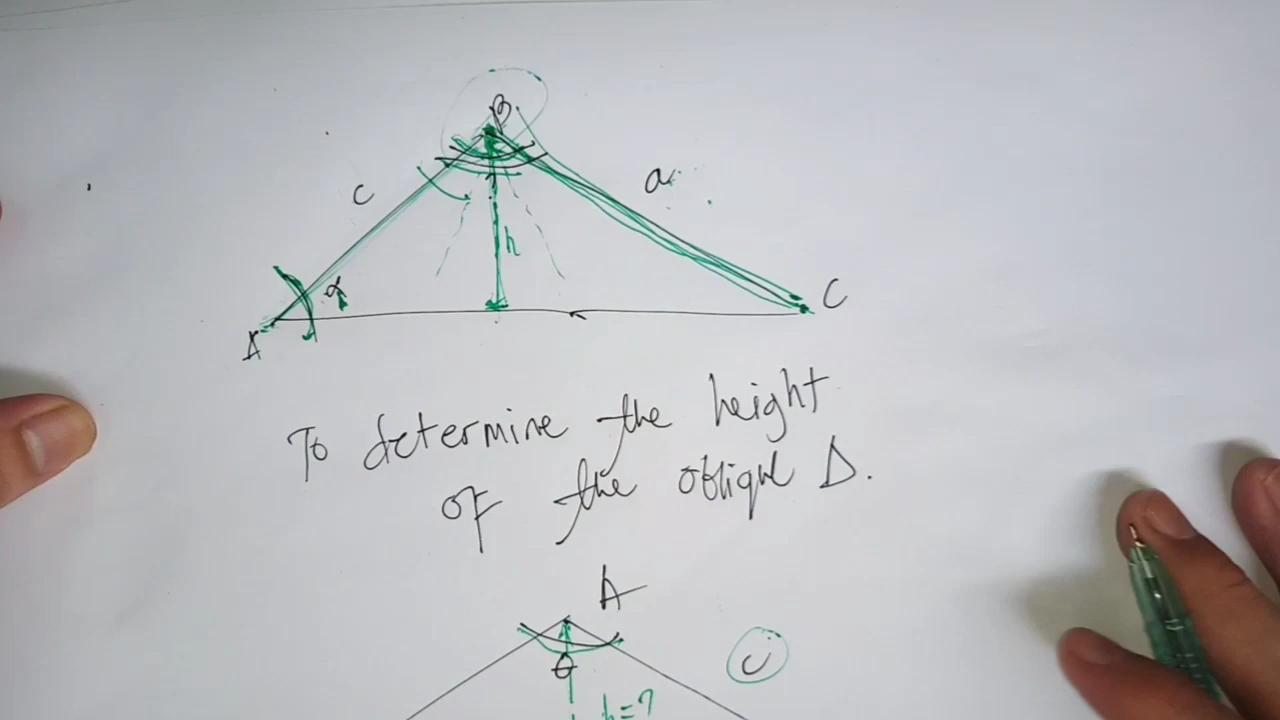 B
c
a
h
α
A
C
To determine the height
of the oblique Δ.
A
θ
c
h=?